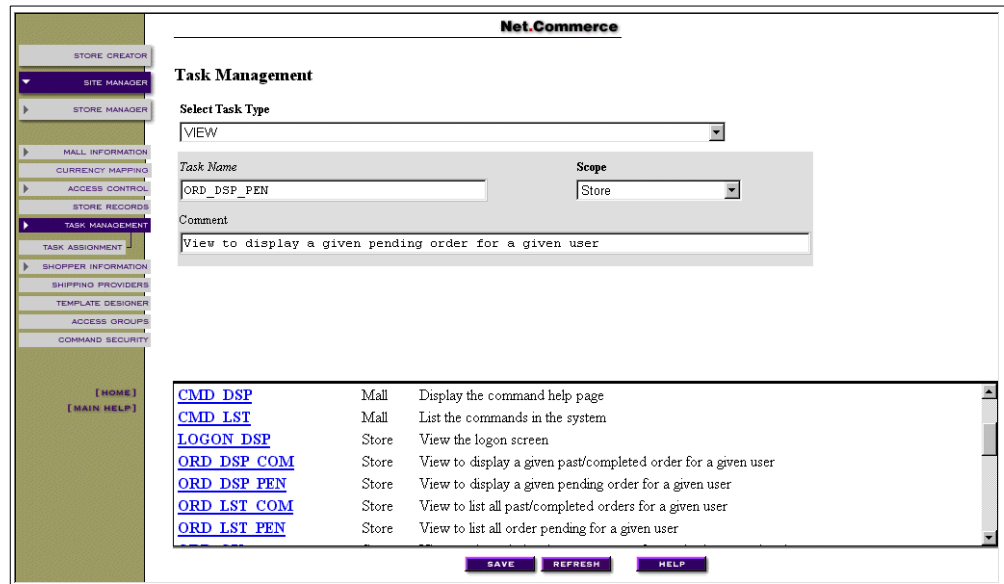 Net.Commerce
STORE CREATOR
SITE MANAGER
STORE MANAGER
MALL INFORMATION
CURRENCY MAPPING
ACCESS CONTROL
STORE RECORDS
TASK MANAGEMENT
TASK ASSIGNMENT
SHOPPER INFORMATION
SHIPPING PROVIDERS
TEMPLATE DESIGNER
ACCESS GROUPS
COMMAND SECURITY
[HOME]
[MAIN HELP]
Task Management
Select Task Type
VIEW
Task Name Scope
ORD_DSP_PEN Store
Comment
View to display a given pending order for a given user
CMD_DSP Mall Display the command help page
CMD_LST Mall List the commands in the system
LOGON_DSP Store View the logon screen
ORD_DSP_COM Store View to display a given past/completed order for a given user
ORD_DSP_PEN Store View to display a given pending order for a given user
ORD_LST_COM Store View to list all past/completed orders for a given user
ORD_LST_PEN Store View to list all order pending for a given user
SAVE REFRESH HELP